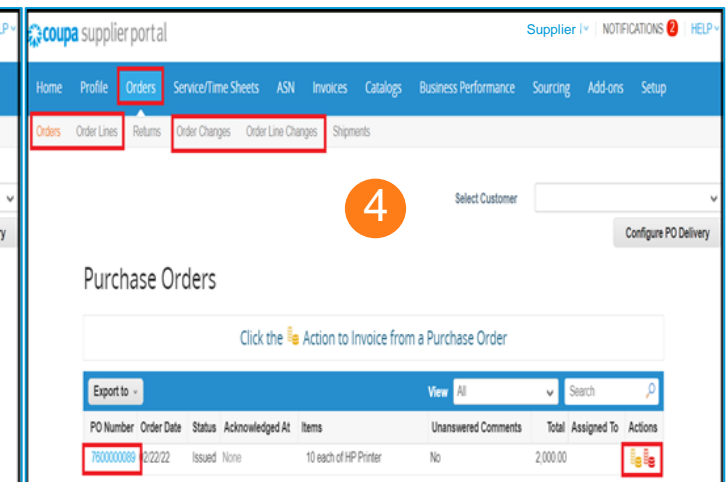 LP
coupa supplier portal
Supplier
NOTIFICATIONS 2
HELP
Home Profile Orders Service/Time Sheets ASN Invoices Catalogs Business Performance Sourcing Add-ons Setup
Orders Order Lines Returns Order Changes Order Line Changes Shipments
4
Select Customer
y
Configure PO Delivery
Purchase Orders
Click the Action to Invoice from a Purchase Order
Export to
View All
Search
PO Number Order Date Status Acknowledged At Items Unanswered Comments Total Assigned To Actions
7600000089 2/22/22 Issued None 10 each of HP Printer No 2,000.00